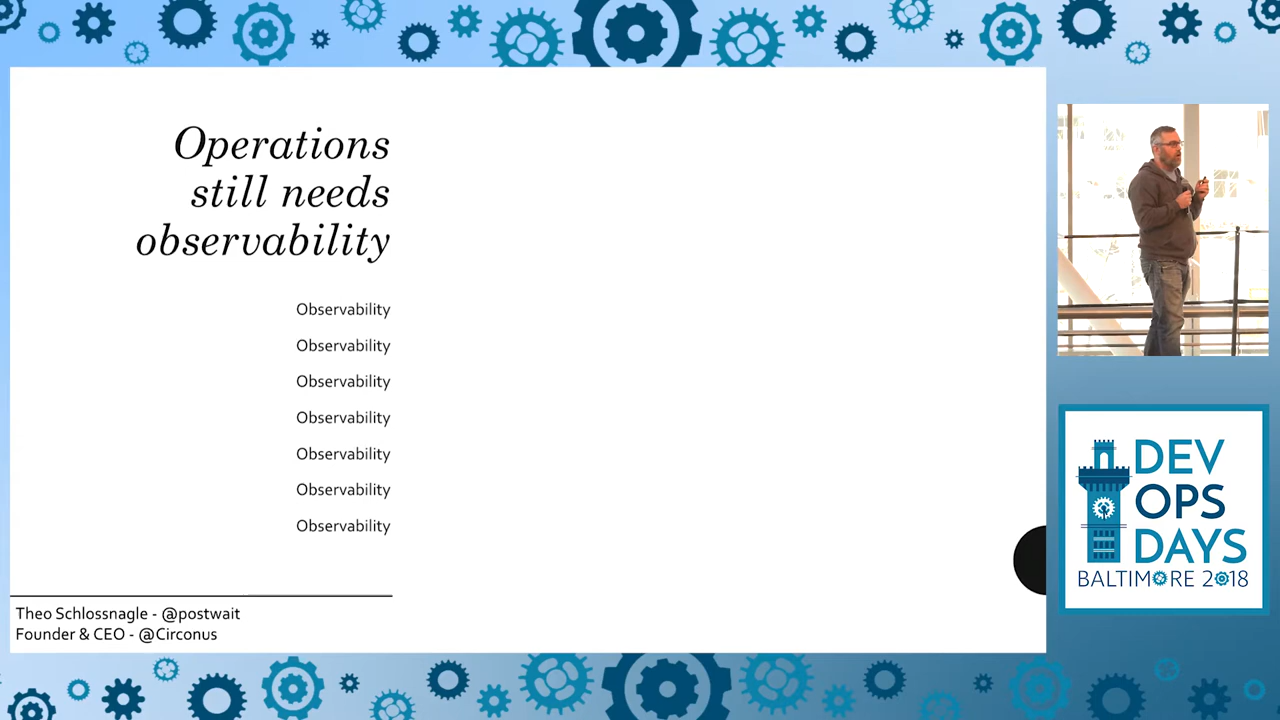 Operations
still needs
observability
Observability
Observability
Observability
Observability
Observability
Observability
Observability
Theo Schlossnagle - @postwait
Founder & CEO - @Circonus
DEV
OPS
DAYS
BALTIMORE 2018